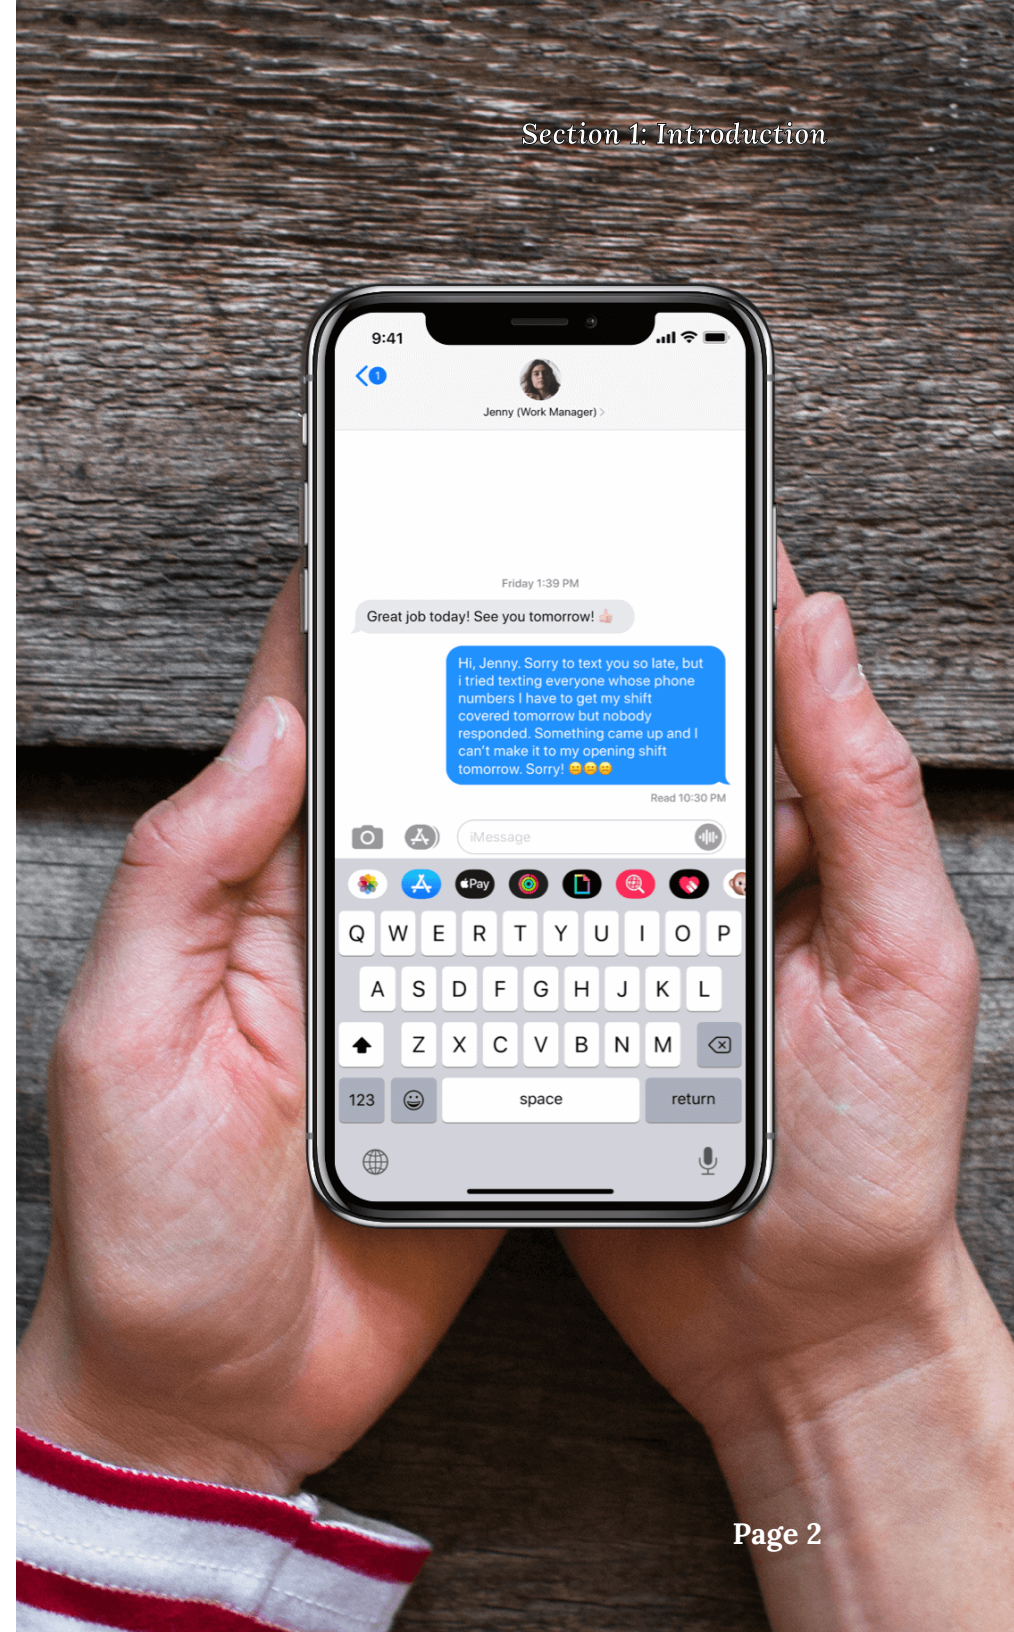 Section 1: Introduction
9:41
1
Jenny (Work Manager)
Friday 1:39 PM
Great job today! See you tomorrow! 👍🏻
Hi, Jenny. Sorry to text you so late, but
i tried texting everyone whose phone
numbers I have to get my shift
covered tomorrow but nobody
responded. Something came up and I
can't make it to my opening shift
tomorrow. Sorry! 😑😑😑
Read 10:30 PM
iMessage
Pay
Q W E R T Y U I O P
A S D F G H J K L
Z X C V B N M
123 space return
Page 2